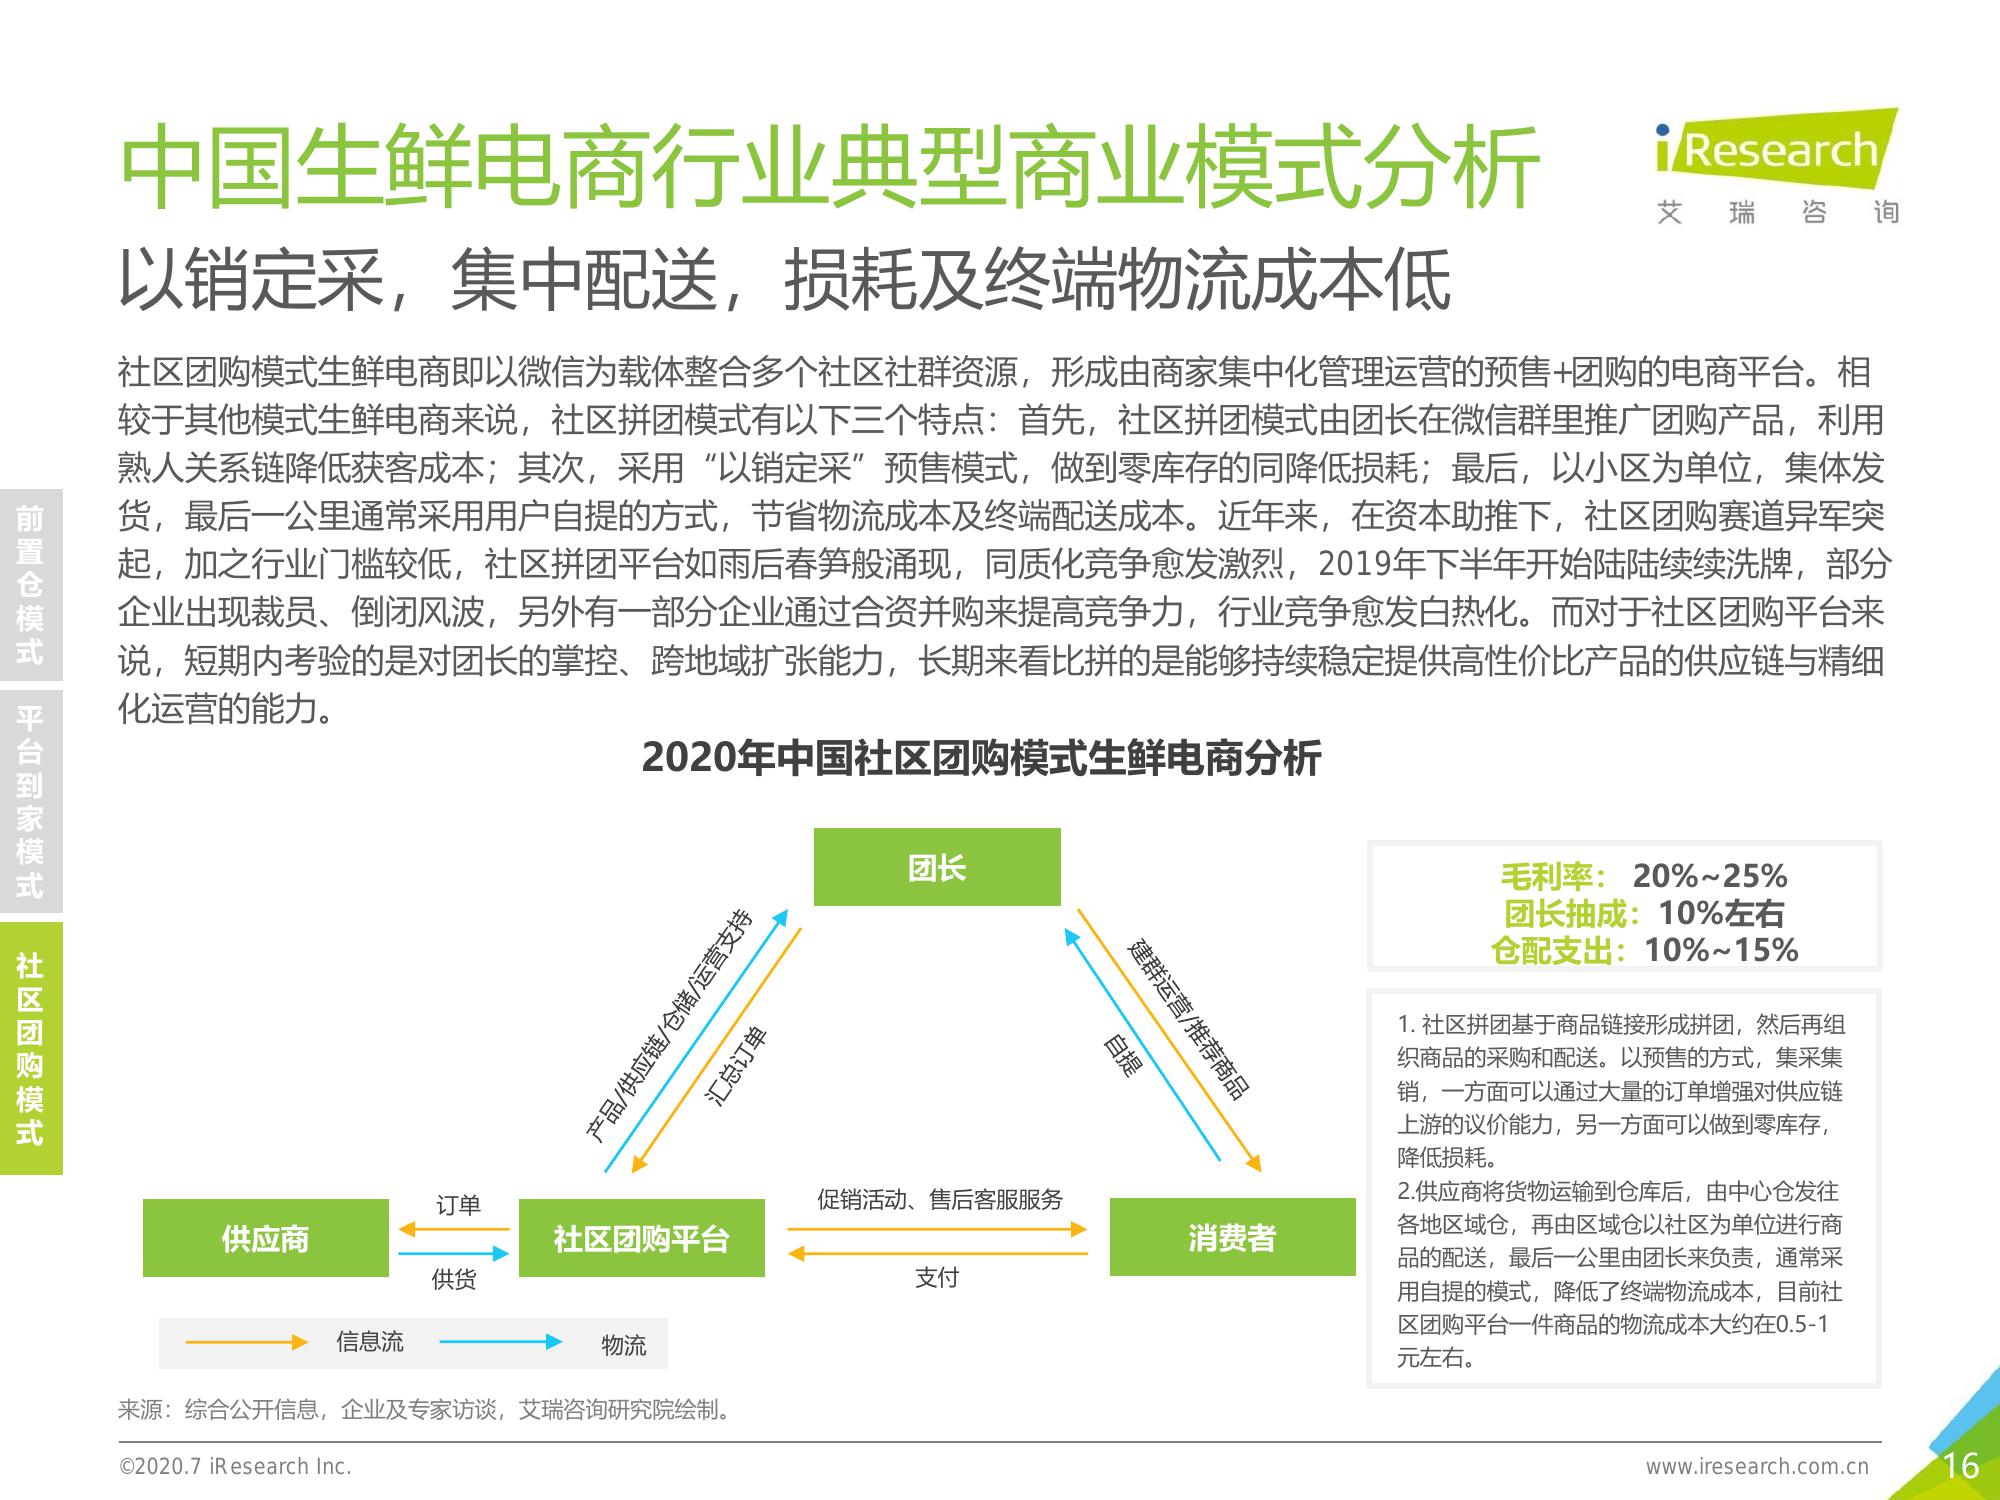 中国生鲜电商行业典型商业模式分析
iResearch
艾瑞咨询
以销定采，集中配送，损耗及终端物流成本低
社区团购模式生鲜电商即以微信为载体整合多个社区社群资源，形成由商家集中化管理运营的预售+团购的电商平台。相
较于其他模式生鲜电商来说，社区拼团模式有以下三个特点：首先，社区拼团模式由团长在微信群里推广团购产品，利用
熟人关系链降低获客成本；其次，采用“以销定采”预售模式，做到零库存的同降低损耗；最后，以小区为单位，集体发
货，最后一公里通常采用用户自提的方式，节省物流成本及终端配送成本。近年来，在资本助推下，社区团购赛道异军突
起，加之行业门槛较低，社区拼团平台如雨后春笋般涌现，同质化竞争愈发激烈，2019年下半年开始陆陆续续洗牌，部分
企业出现裁员、倒闭风波，另外有一部分企业通过合资并购来提高竞争力，行业竞争愈发白热化。而对于社区团购平台来
说，短期内考验的是对团长的掌控、跨地域扩张能力，长期来看比拼的是能够持续稳定提供高性价比产品的供应链与精细
化运营的能力。
前置仓模式
平台到家模式
社区团购模式
2020年中国社区团购模式生鲜电商分析
团长
产品/供应链/仓储/运营支持
汇总订单
建群运营/推荐商品
自提
供应商
订单
供货
社区团购平台
促销活动、售后客服服务
支付
消费者
信息流
物流
毛利率： 20%~25%
团长抽成：10%左右
仓配支出：10%~15%
1. 社区拼团基于商品链接形成拼团，然后再组
织商品的采购和配送。以预售的方式，集采集
销，一方面可以通过大量的订单增强对供应链
上游的议价能力，另一方面可以做到零库存，
降低损耗。
2.供应商将货物运输到仓库后，由中心仓发往
各地区域仓，再由区域仓以社区为单位进行商
品的配送，最后一公里由团长来负责，通常采
用自提的模式，降低了终端物流成本，目前社
区团购平台一件商品的物流成本大约在0.5-1
元左右。
来源：综合公开信息，企业及专家访谈，艾瑞咨询研究院绘制。
©2020.7 iResearch Inc.
www.iresearch.com.cn
16